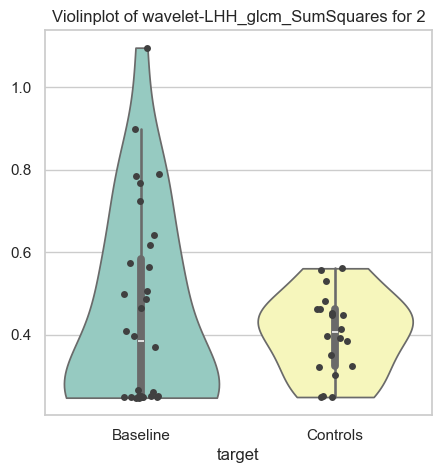 Violinplot of wavelet-LHH_glcm_SumSquares for 2
1.0
0.8
0.6
0.4
Baseline
Controls
target